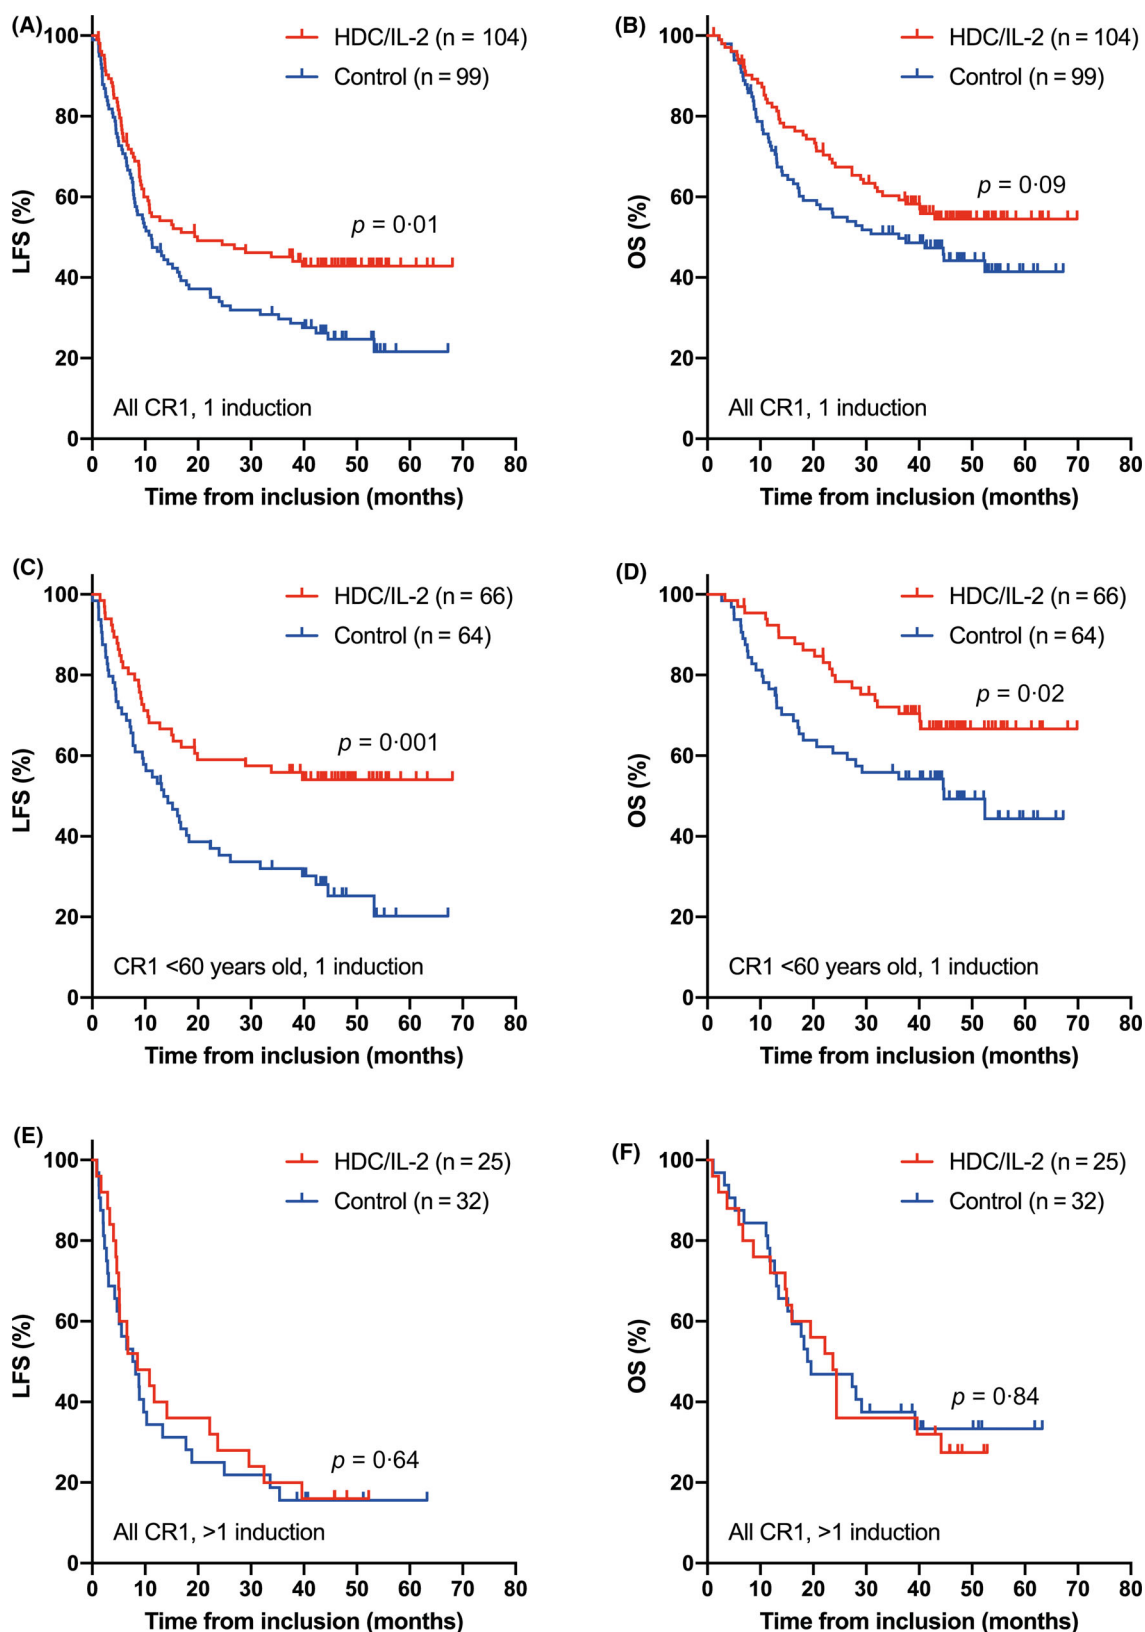 (A)
100
80
60
40
20
0
LFS (%)
HDC/IL-2 (n = 104)
Control (n = 99)
p = 0·01
All CR1, 1 induction
0 10 20 30 40 50 60 70 80
Time from inclusion (months)
(B)
100
80
60
40
20
0
OS (%)
HDC/IL-2 (n = 104)
Control (n = 99)
p = 0·09
All CR1, 1 induction
0 10 20 30 40 50 60 70 80
Time from inclusion (months)
(C)
100
80
60
40
20
0
LFS (%)
HDC/IL-2 (n = 66)
Control (n = 64)
p = 0·001
CR1 <60 years old, 1 induction
0 10 20 30 40 50 60 70 80
Time from inclusion (months)
(D)
100
80
60
40
20
0
OS (%)
HDC/IL-2 (n = 66)
Control (n = 64)
p = 0·02
CR1 <60 years old, 1 induction
0 10 20 30 40 50 60 70 80
Time from inclusion (months)
(E)
100
80
60
40
20
0
LFS (%)
HDC/IL-2 (n = 25)
Control (n = 32)
p = 0·64
All CR1, >1 induction
0 10 20 30 40 50 60 70 80
Time from inclusion (months)
(F)
100
80
60
40
20
0
OS (%)
HDC/IL-2 (n = 25)
Control (n = 32)
p = 0·84
All CR1, >1 induction
0 10 20 30 40 50 60 70 80
Time from inclusion (months)